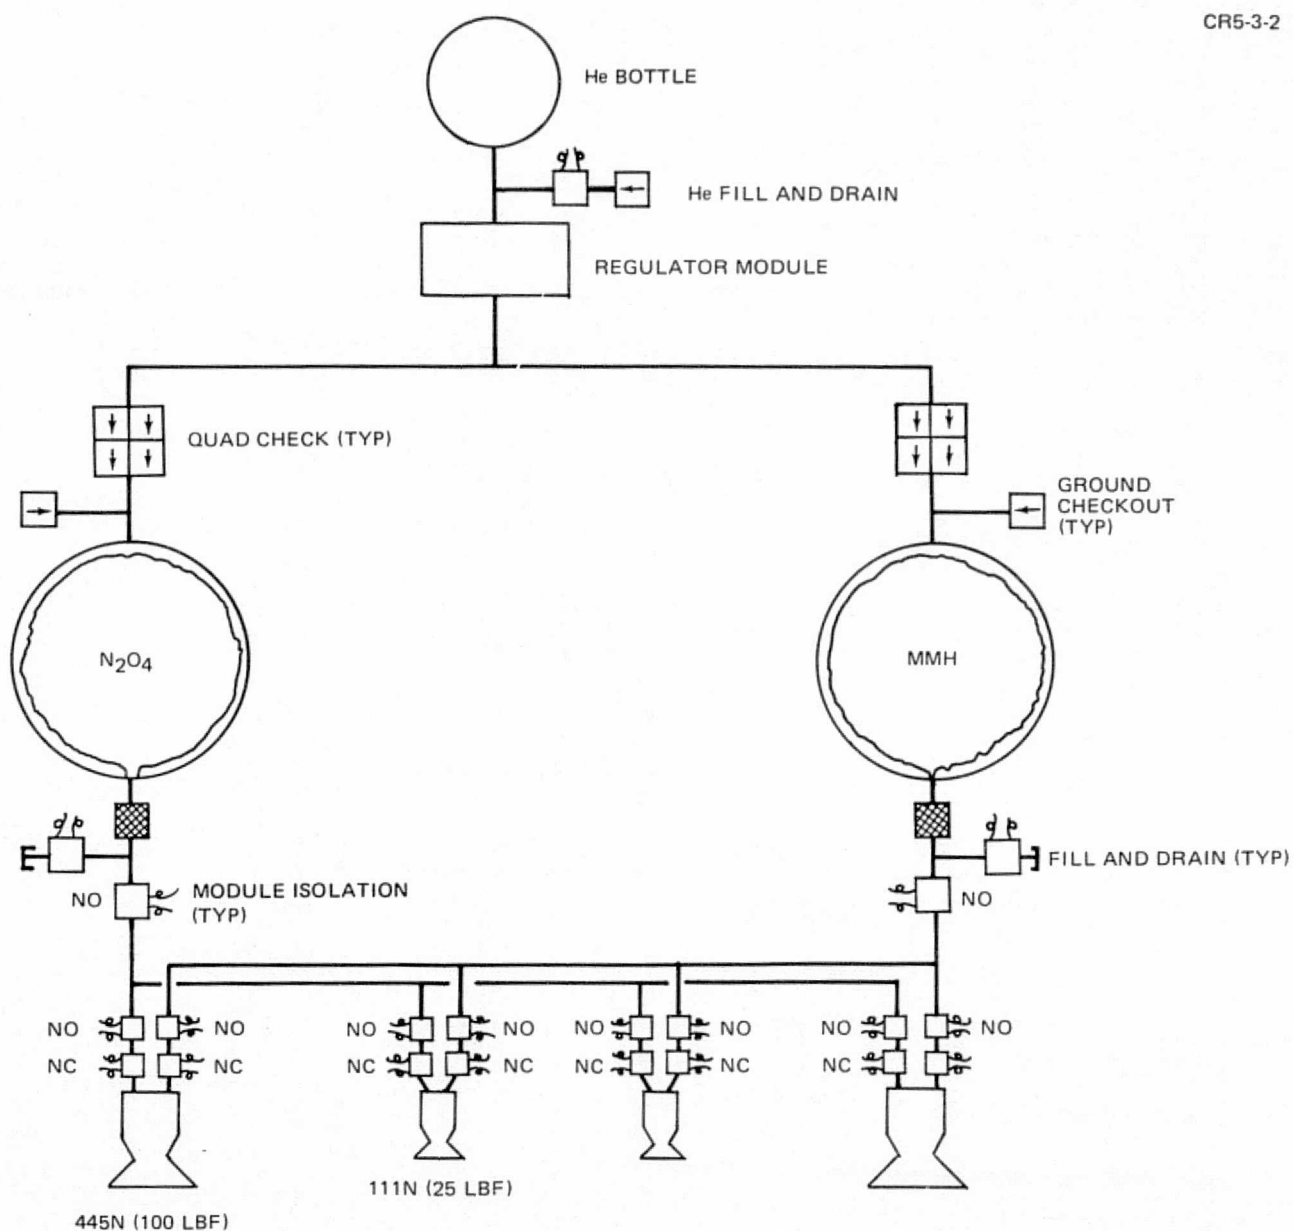 CR5-3-2
He BOTTLE
He FILL AND DRAIN
REGULATOR MODULE
QUAD CHECK (TYP)
GROUND
CHECKOUT
(TYP)
N2O4
MMH
FILL AND DRAIN (TYP)
NO
MODULE ISOLATION
(TYP)
NO
NO
NO
NO
NO
NO
NO
NO
NO
NC
NC
NC
NC
NC
NC
NC
111N (25 LBF)
445N (100 LBF)